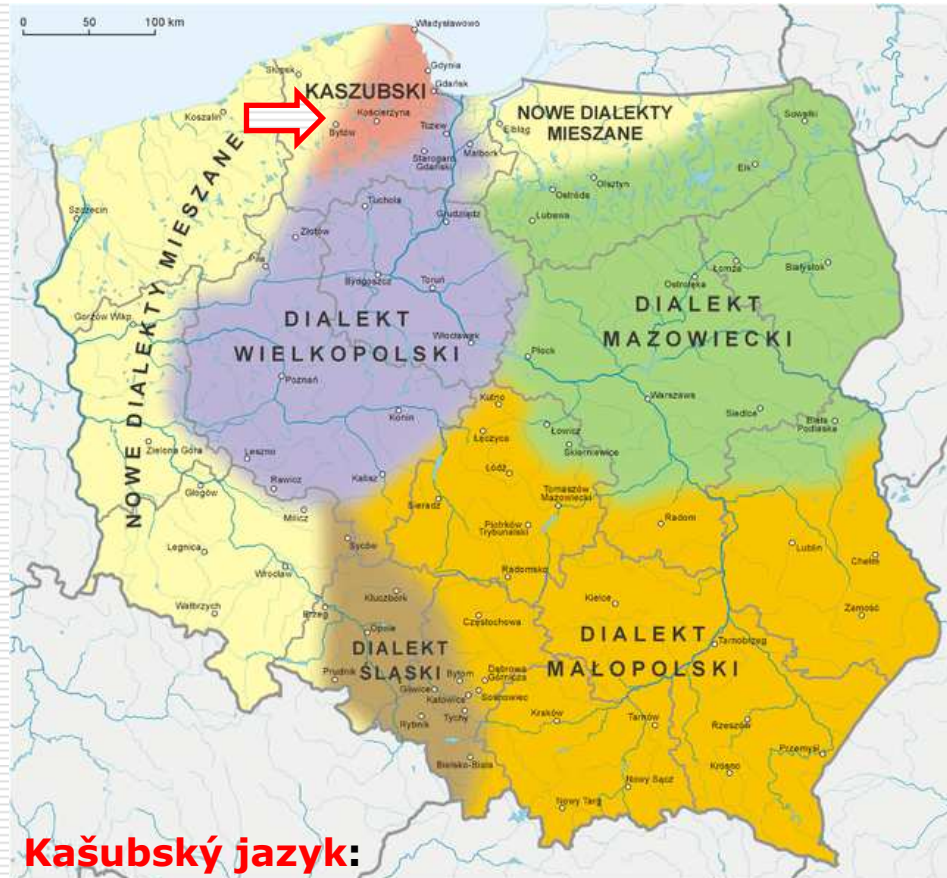 0 50 100 km
Władysławowo
Gdynia
Gdańsk
Słupsk
KASZUBSKI
Koszalin
Kościerzyna
Bytów
Tczew
Elbląg
NOWE DIALEKTY
MIESZANE
Suwałki
Malbork
Starogard
Gdański
Ełk
Olsztyn
Ostróda
Szczecin
Tuchola
Grudziądz
Lubawa
Złotów
Piła
Łomża
Białystok
Bydgoszcz
Toruń
Ostrołęka
NOWE DIALEKTY MIESZANE
Gorzów Wlkp.
DIALEKT
WIELKOPOLSKI
DIALEKT
MAZOWIECKI
Włocławek
Płock
Poznań
Warszawa
Kutno
Siedlce
Biała
Podlaska
Konin
Łęczyca
Łowicz
Skierniewice
Zielona Góra
Leszno
Łódź
Kalisz
Rawicz
Głogów
Sieradz
Tomaszów
Mazowiecki
Milicz
Piotrków
Trybunalski
Radom
Syców
Lublin
Legnica
Chełm
Wrocław
Radomsko
Kluczbork
Kielce
Zamość
Wałbrzych
Brzeg
Częstochowa
Opole
DIALEKT
ŚLĄSKI
DIALEKT
MAŁOPOLSKI
Tarnobrzeg
Prudnik
Bytom
Dąbrowa
Górnicza
Gliwice
Katowice
Sosnowiec
Rybnik
Tychy
Kraków
Tarnów
Rzeszów
Przemyśl
Bielsko-Biała
Krosno
Nowy Sącz
Nowy Targ
Kašubský jazyk: